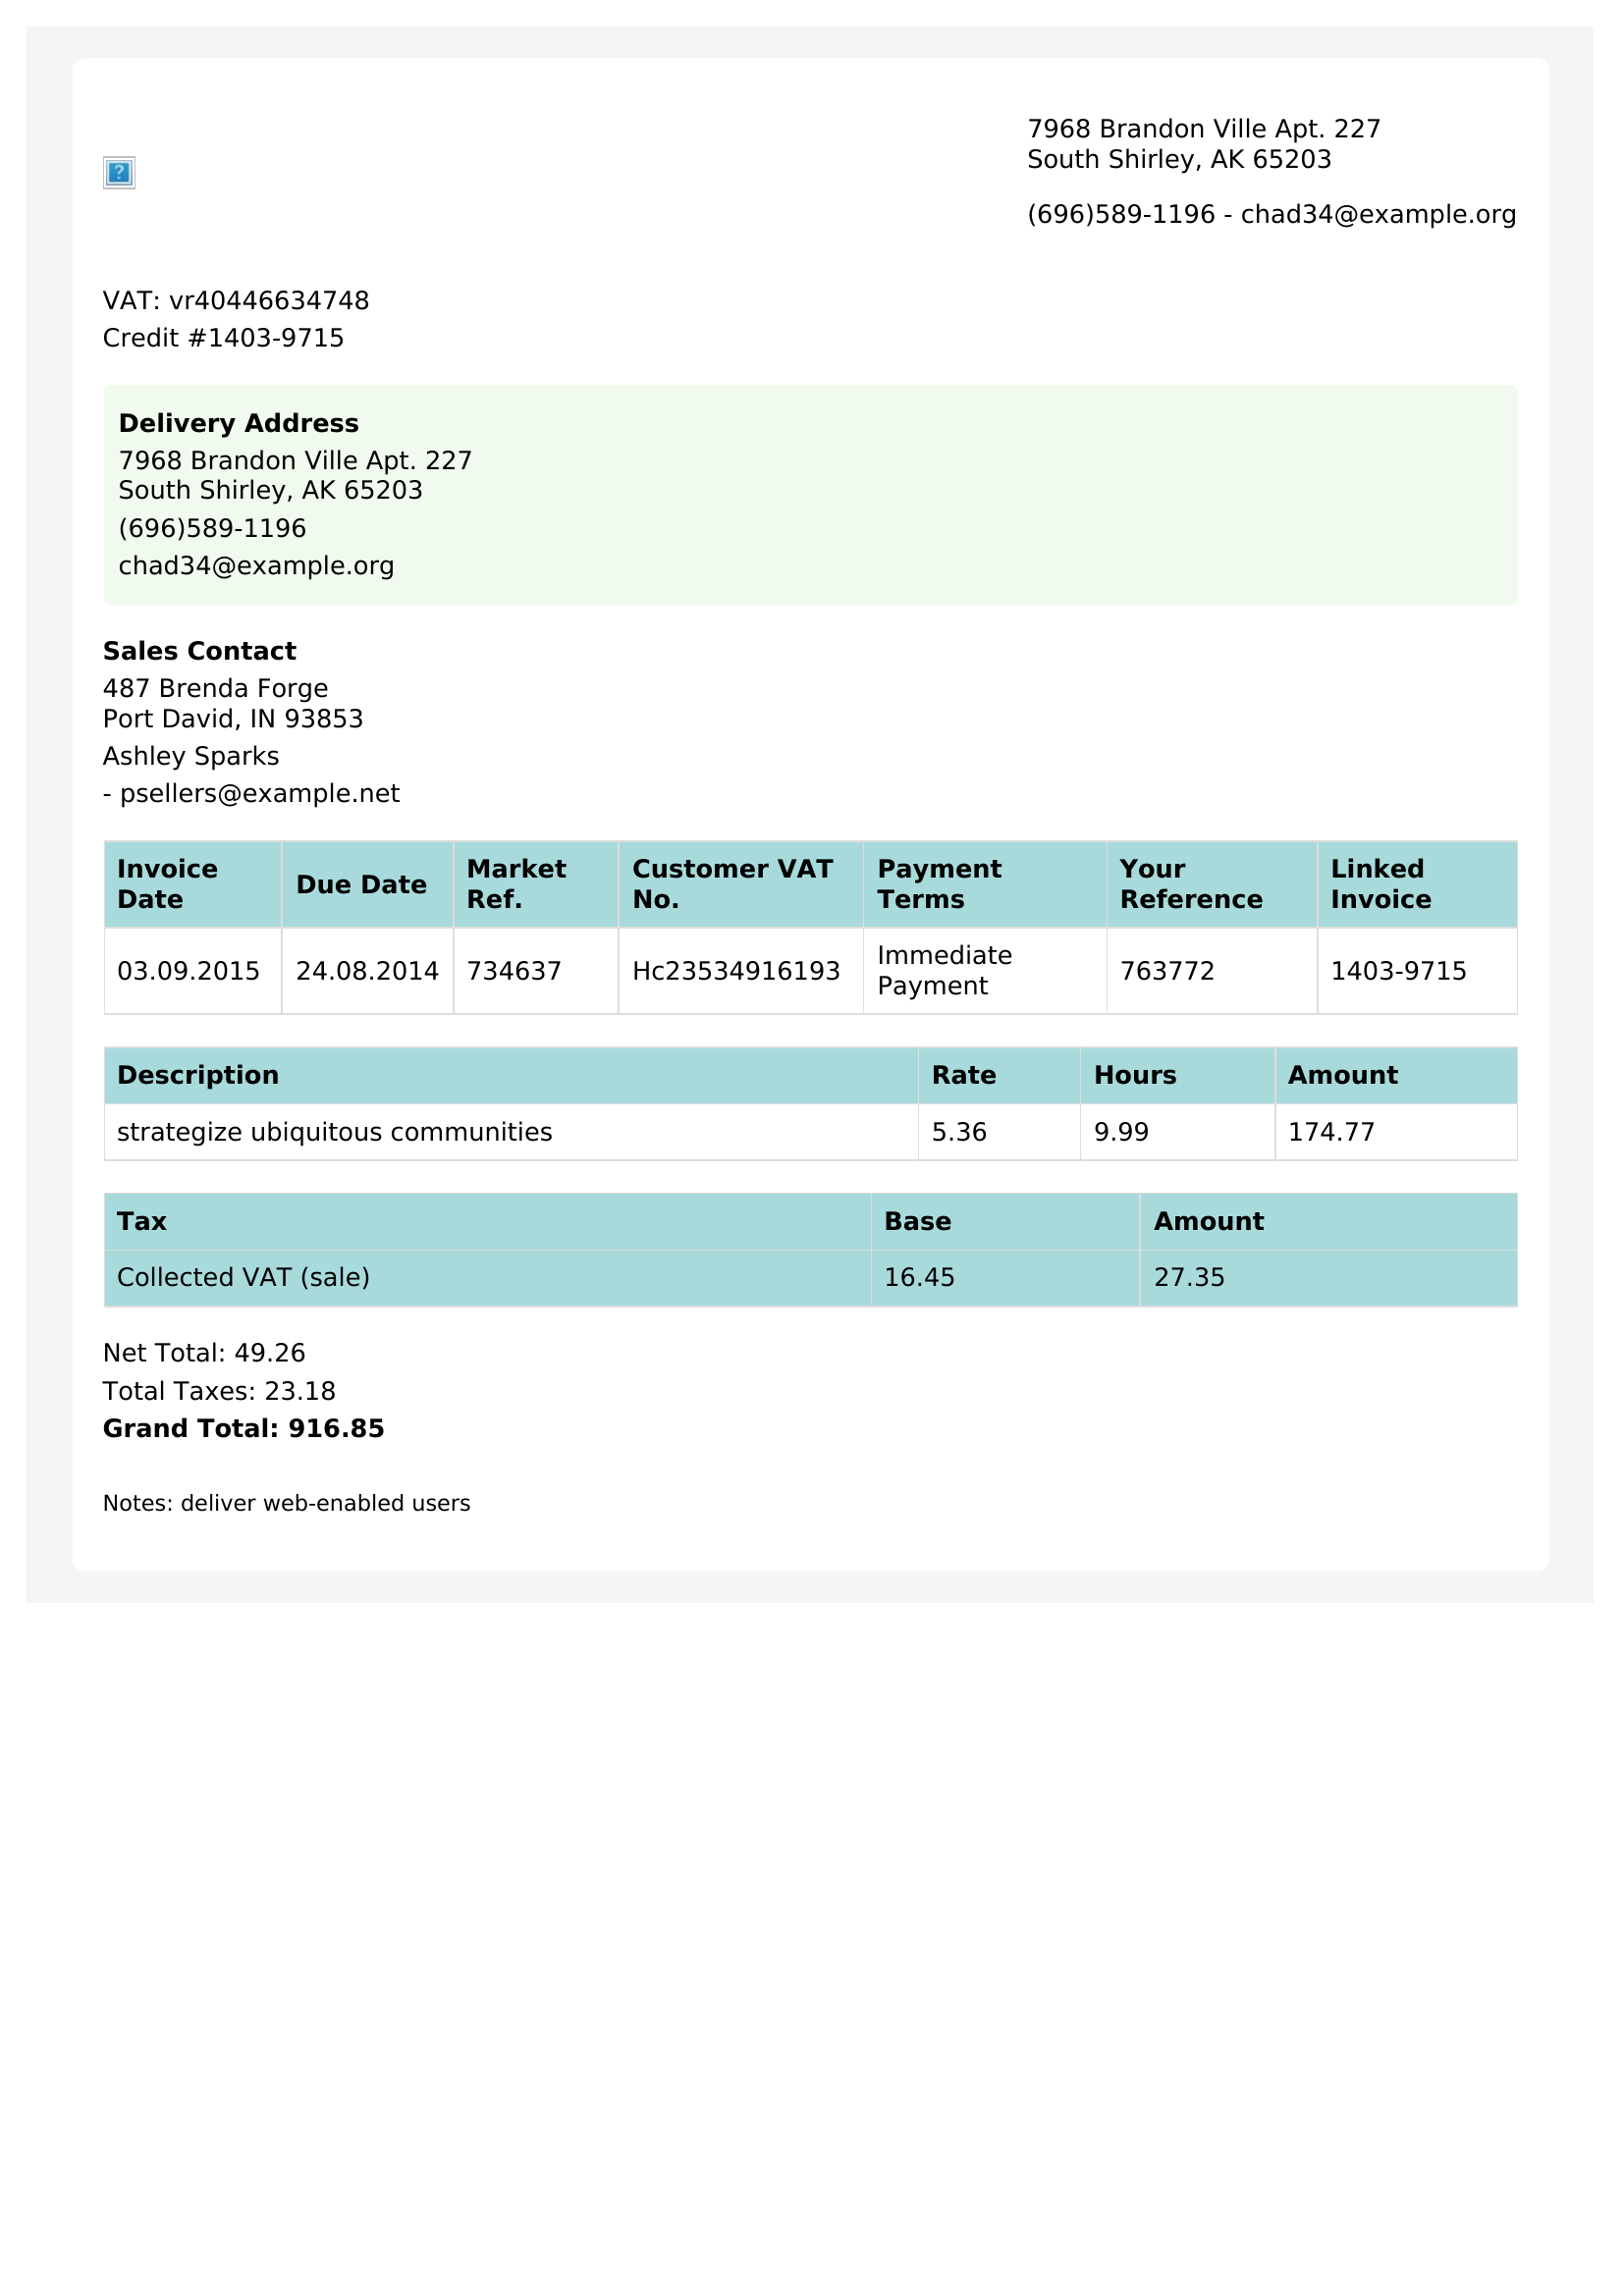 7968 Brandon Ville Apt. 227
South Shirley, AK 65203
(696)589-1196 - chad34@example.org
VAT: vr40446634748
Credit #1403-9715
Delivery Address
7968 Brandon Ville Apt. 227
South Shirley, AK 65203
(696)589-1196
chad34@example.org
Sales Contact
487 Brenda Forge
Port David, IN 93853
Ashley Sparks
- psellers@example.net
Invoice Date Due Date Market Ref. Customer VAT No. Payment Terms Your Reference Linked Invoice
03.09.2015 24.08.2014 734637 Hc23534916193 Immediate Payment 763772 1403-9715
Description Rate Hours Amount
strategize ubiquitous communities 5.36 9.99 174.77
Tax Base Amount
Collected VAT (sale) 16.45 27.35
Net Total: 49.26
Total Taxes: 23.18
Grand Total: 916.85
Notes: deliver web-enabled users